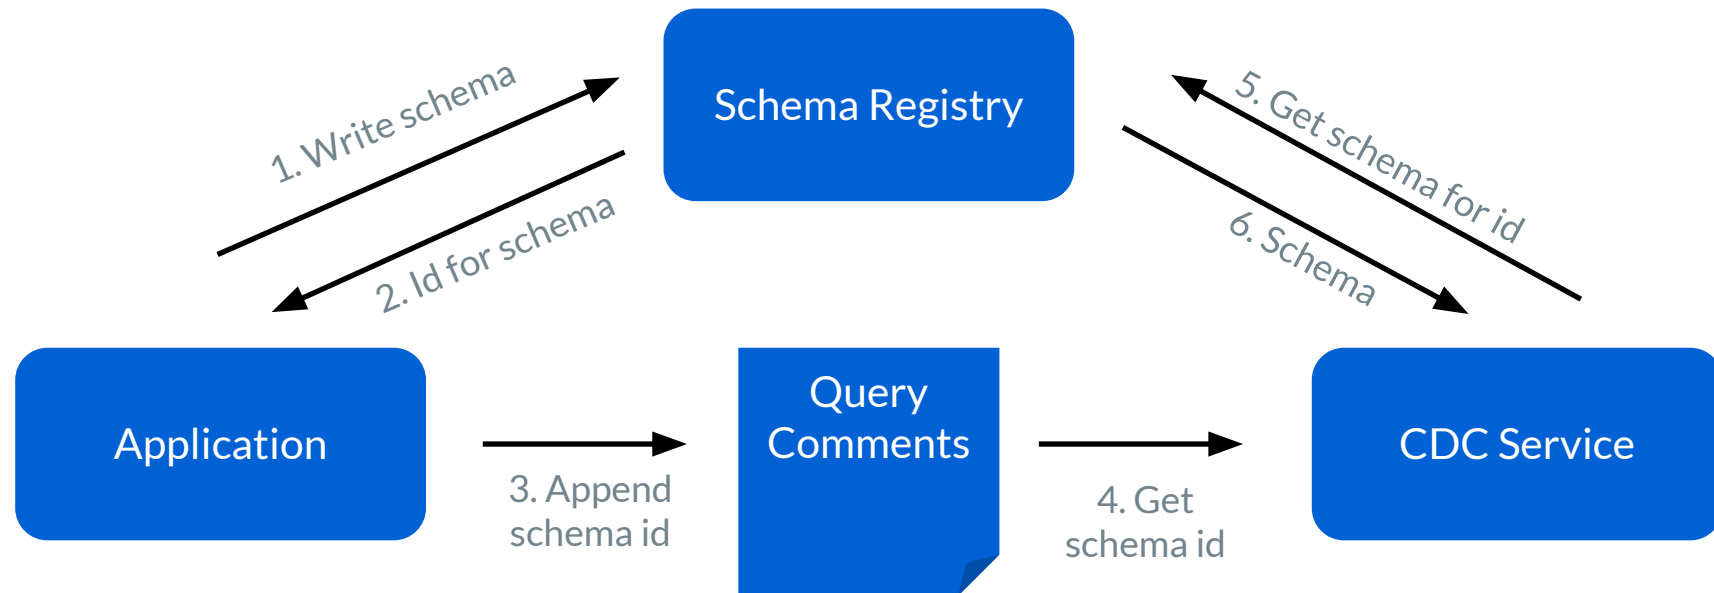 Schema Registry
1. Write schema
2. Id for schema
5. Get schema for id
6. Schema
Application
3. Append
schema id
Query
Comments
4. Get
schema id
CDC Service